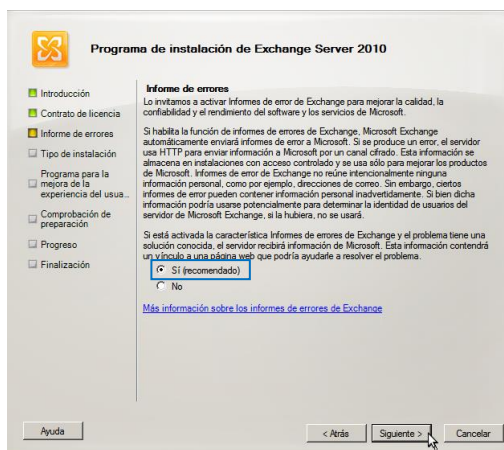 Programa de instalación de Exchange Server 2010
Introducción
Contrato de licencia
Informe de errores
Tipo de instalación
Programa para la
mejora de la
experiencia del usua...
Comprobación de
preparación
Progreso
Finalización
Informe de errores
Lo invitamos a activar Informes de error de Exchange para mejorar la calidad, la
confiabilidad y el rendimiento del software y los servicios de Microsoft.
Si habilita la función de informes de errores de Exchange, Microsoft Exchange
automáticamente enviará informes de error a Microsoft. Si se produce un error, el servidor
usa HTTP para enviar información a Microsoft por un canal cifrado. Esta información se
almacena en instalaciones con acceso controlado y se usa sólo para mejorar los productos
de Microsoft. Informes de error de Exchange no reúne intencionalmente ninguna
información personal, como por ejemplo, direcciones de correo. Sin embargo, ciertos
informes de error pueden contener información personal inadvertidamente. Si bien dicha
información podría usarse potencialmente para determinar la identidad de usuarios del
servidor de Microsoft Exchange, si la hubiera, no se usará.
Si está activada la característica Informes de errores de Exchange y el problema tiene una
solución conocida, el servidor recibirá información de Microsoft. Esta información contendrá
un vínculo a una página web que podría ayudarle a resolver el problema.
Sí (recomendado)
No
Más información sobre los informes de errores de Exchange
Ayuda
< Atrás
Siguiente >
Cancelar